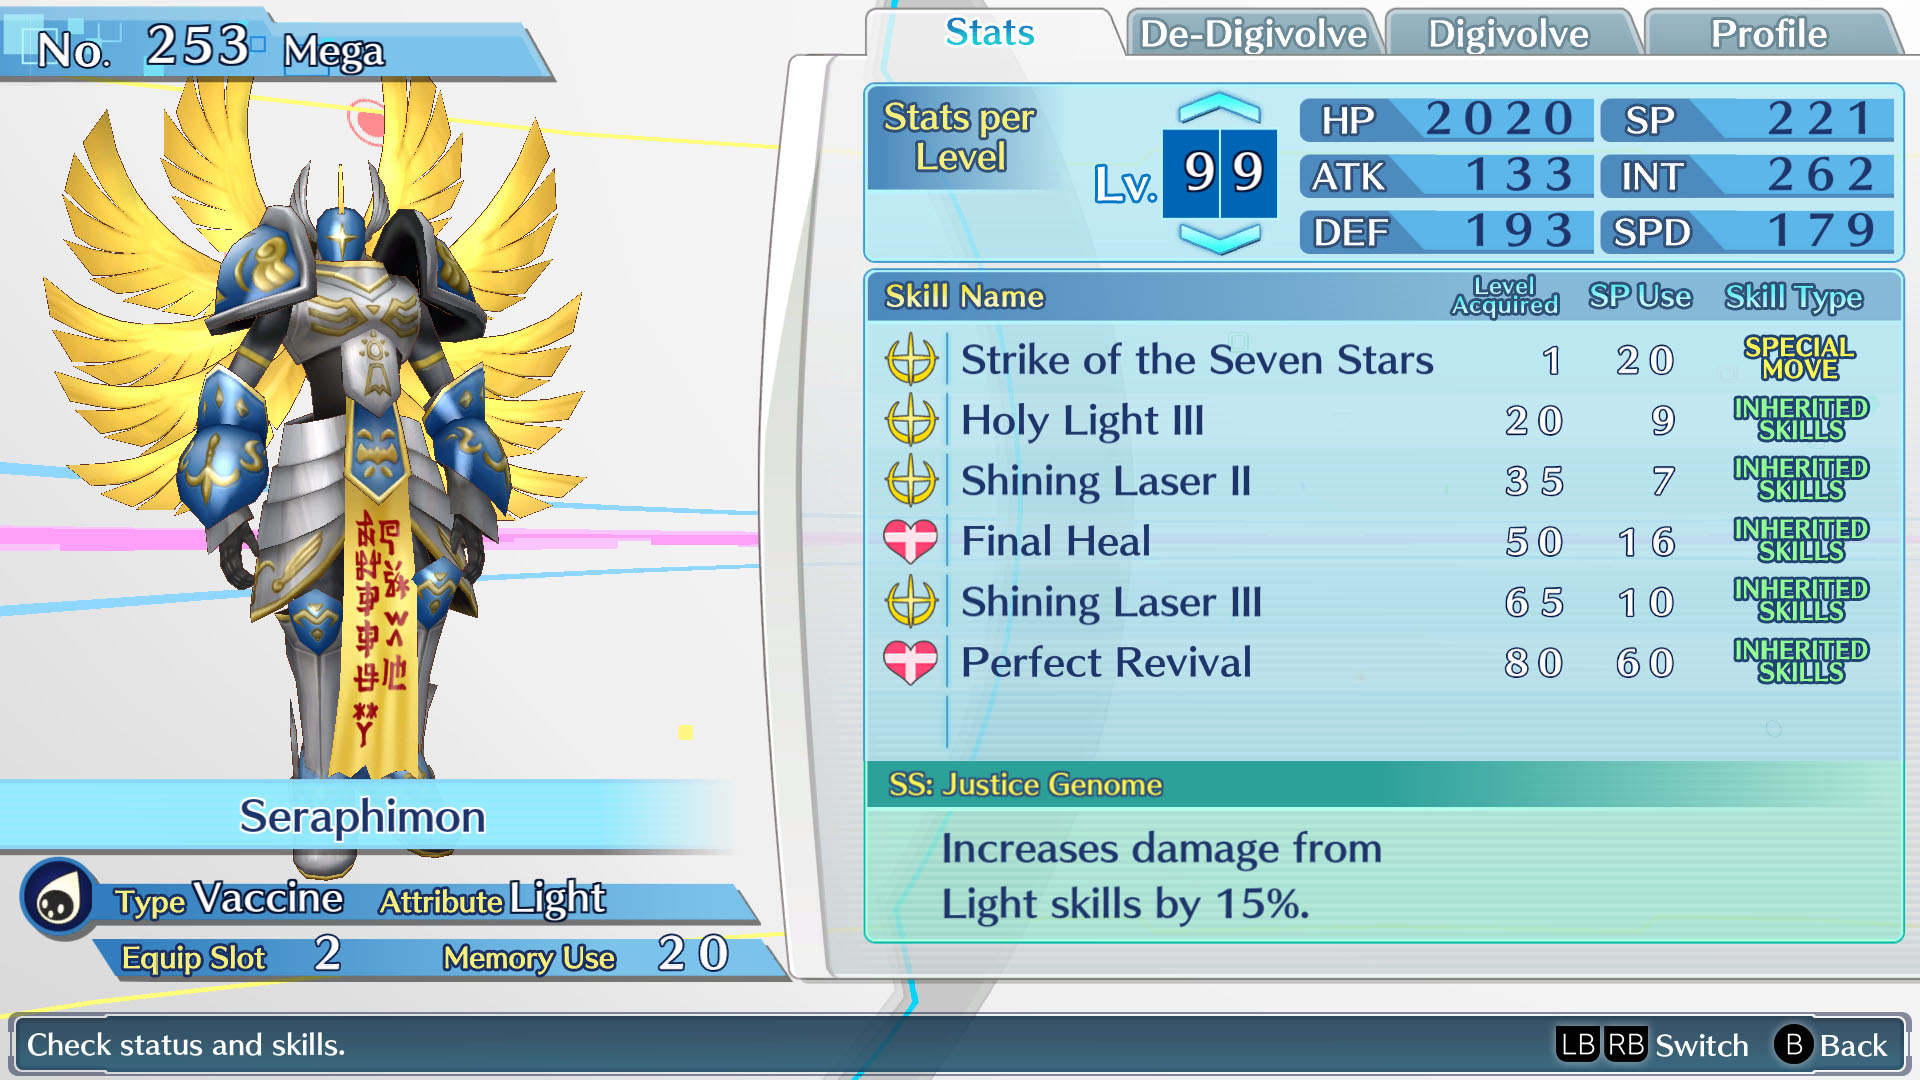 No. 253 Mega
Stats De-Digivolve Digivolve Profile
Stats per
Level
Lv. 99
HP 2020 SP 221
ATK 133 INT 262
DEF 193 SPD 179
Skill Name Level Acquired SP Use Skill Type
Strike of the Seven Stars 1 20 SPECIAL MOVE
Holy Light III 20 9 INHERITED SKILLS
Shining Laser II 35 7 INHERITED SKILLS
Final Heal 50 16 INHERITED SKILLS
Shining Laser III 65 10 INHERITED SKILLS
Perfect Revival 80 60 INHERITED SKILLS
SS: Justice Genome
Increases damage from
Light skills by 15%.
Seraphimon
Type Vaccine Attribute Light
Equip Slot 2 Memory Use 20
Check status and skills.
LB RB Switch B Back